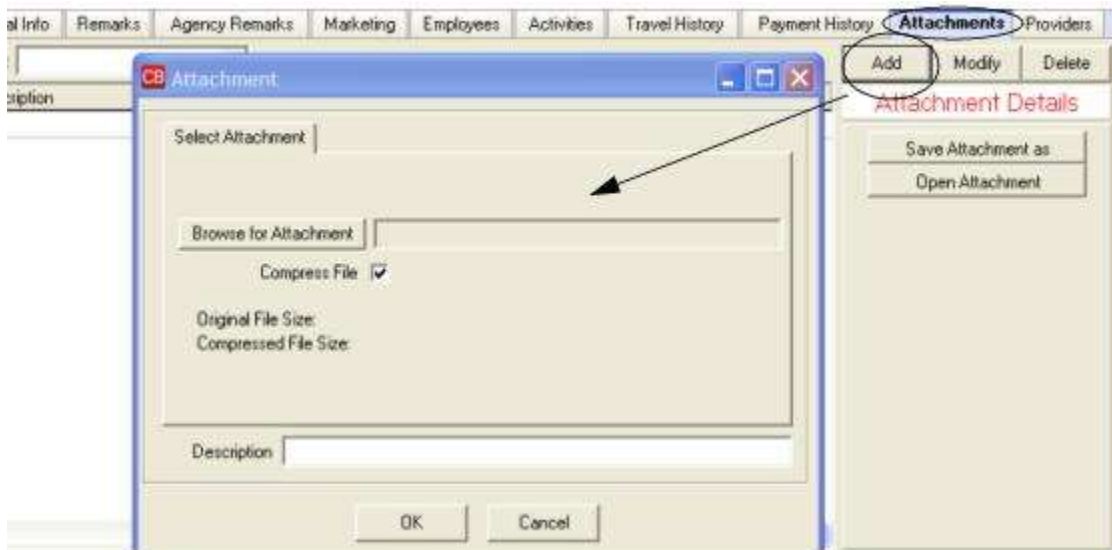 al Info Remarks Agency Remarks Marketing Employees Activities Travel History Payment History Attachments Providers
Add Modify Delete
CB Attachment
cription
Attachment Details
Select Attachment
Save Attachment as
Open Attachment
Browse for Attachment
Compress File
Original File Size:
Compressed File Size:
Description
OK Cancel